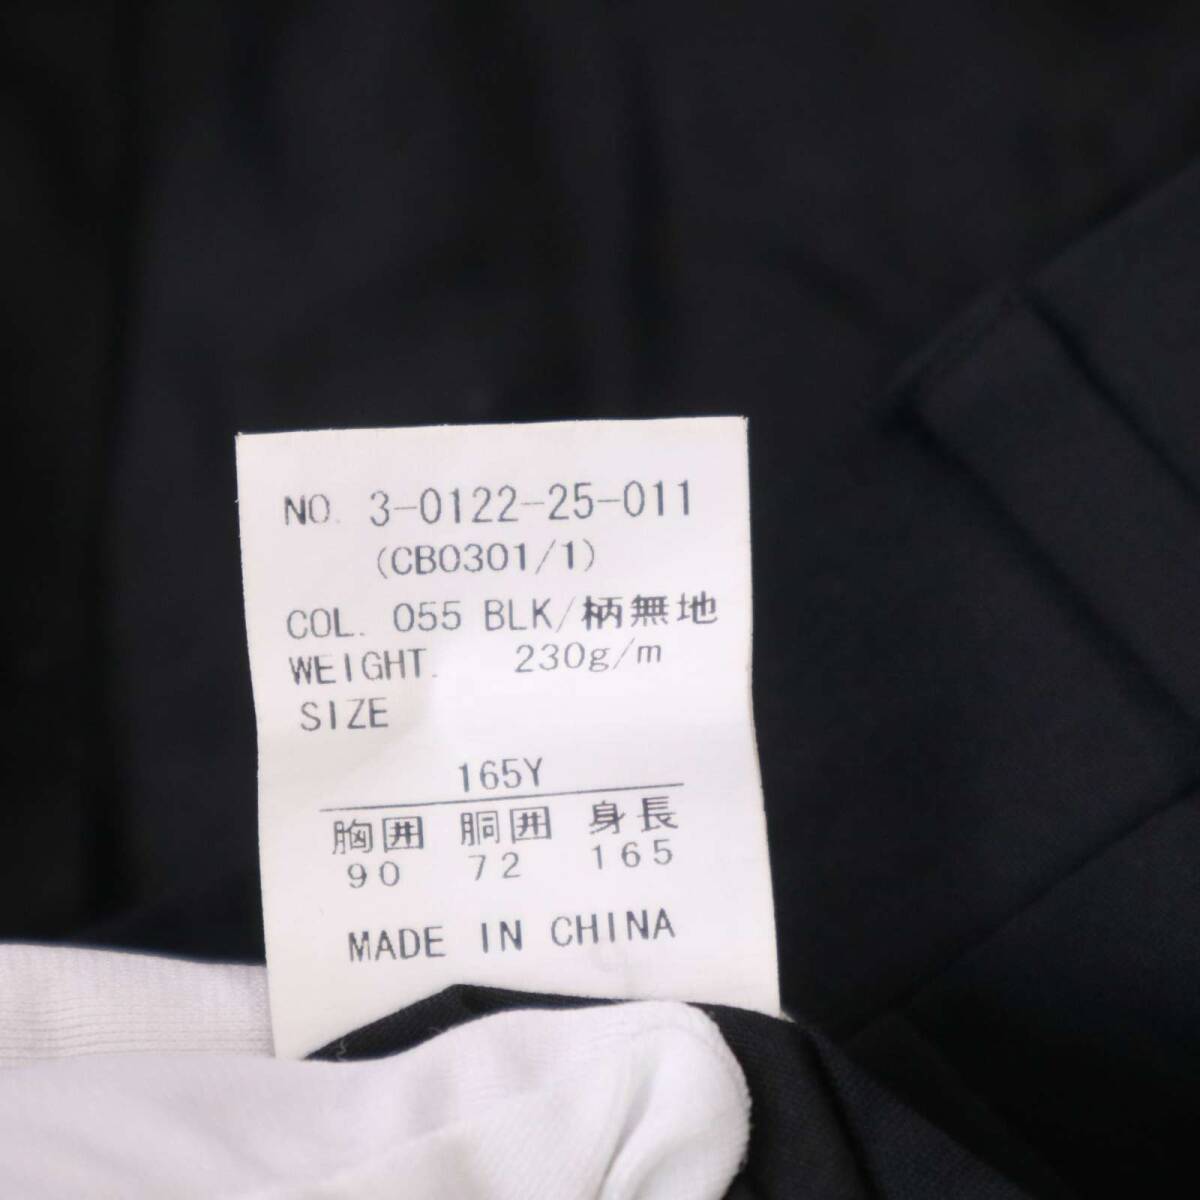 NO. 3-0122-25-011
(CB0301/1)
COL. 055 BLK/柄無地
WEIGHT. 230g/m
SIZE
165Y
胸囲 胴囲 身長
90 72 165
MADE IN CHINA